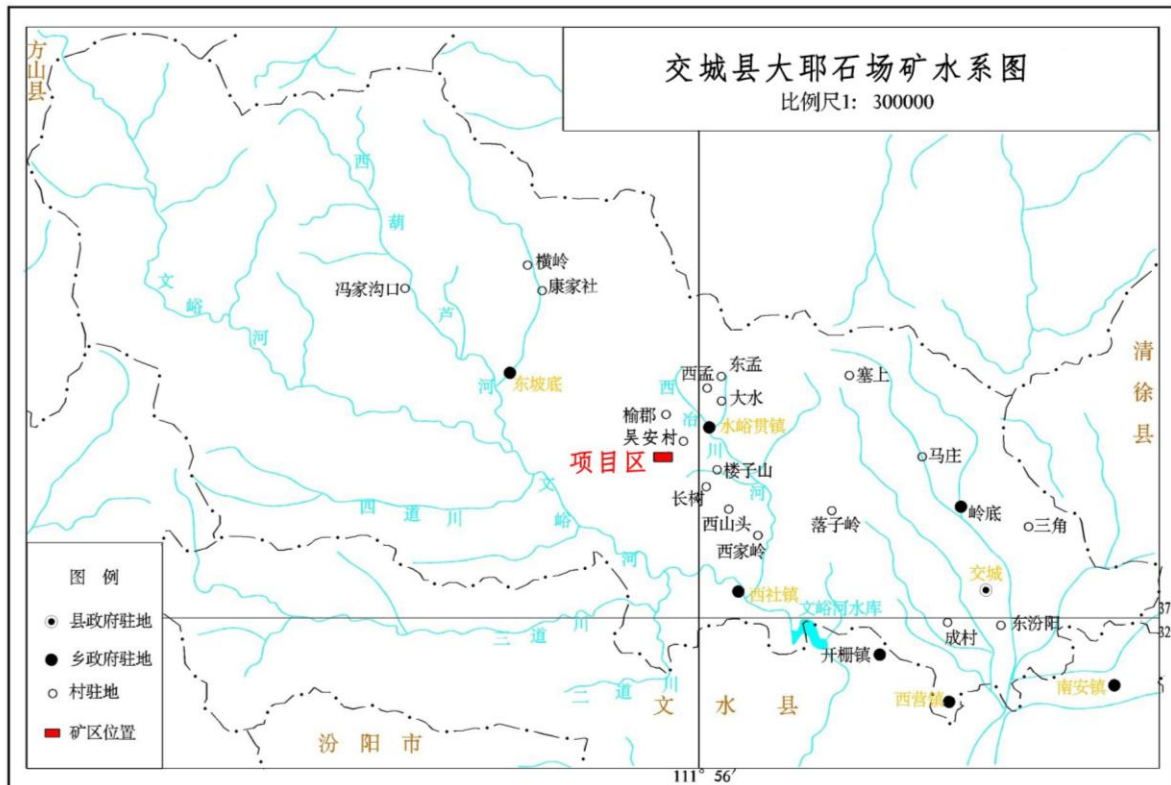 交城县大耶石场矿水系图
比例尺1: 300000
方山县
西葫芦河
文峪河
横岭
康家社
冯家沟口
东坡底
清徐县
东孟
西孟
大水
塞上
西冶川河
榆郡
水峪贯镇
吴安村
项目区
马庄
楼子山
长树
文峪河
四道川
西山头
落子岭
岭底
三角
西家岭
图 例
县政府驻地
乡政府驻地
村驻地
矿区位置
交城
西社镇
文峪河水库
37
32
成村
东汾阳
三道川
开栅镇
二道川
南安镇
西营镇
文水县
汾阳市
111° 56′